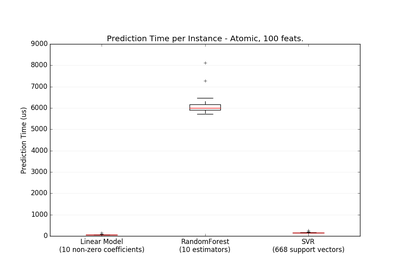 Prediction Time per Instance - Atomic, 100 feats.
9000
8000
7000
6000
5000
4000
3000
2000
1000
0
Prediction Time (us)
Linear Model
(10 non-zero coefficients)
RandomForest
(10 estimators)
SVR
(668 support vectors)